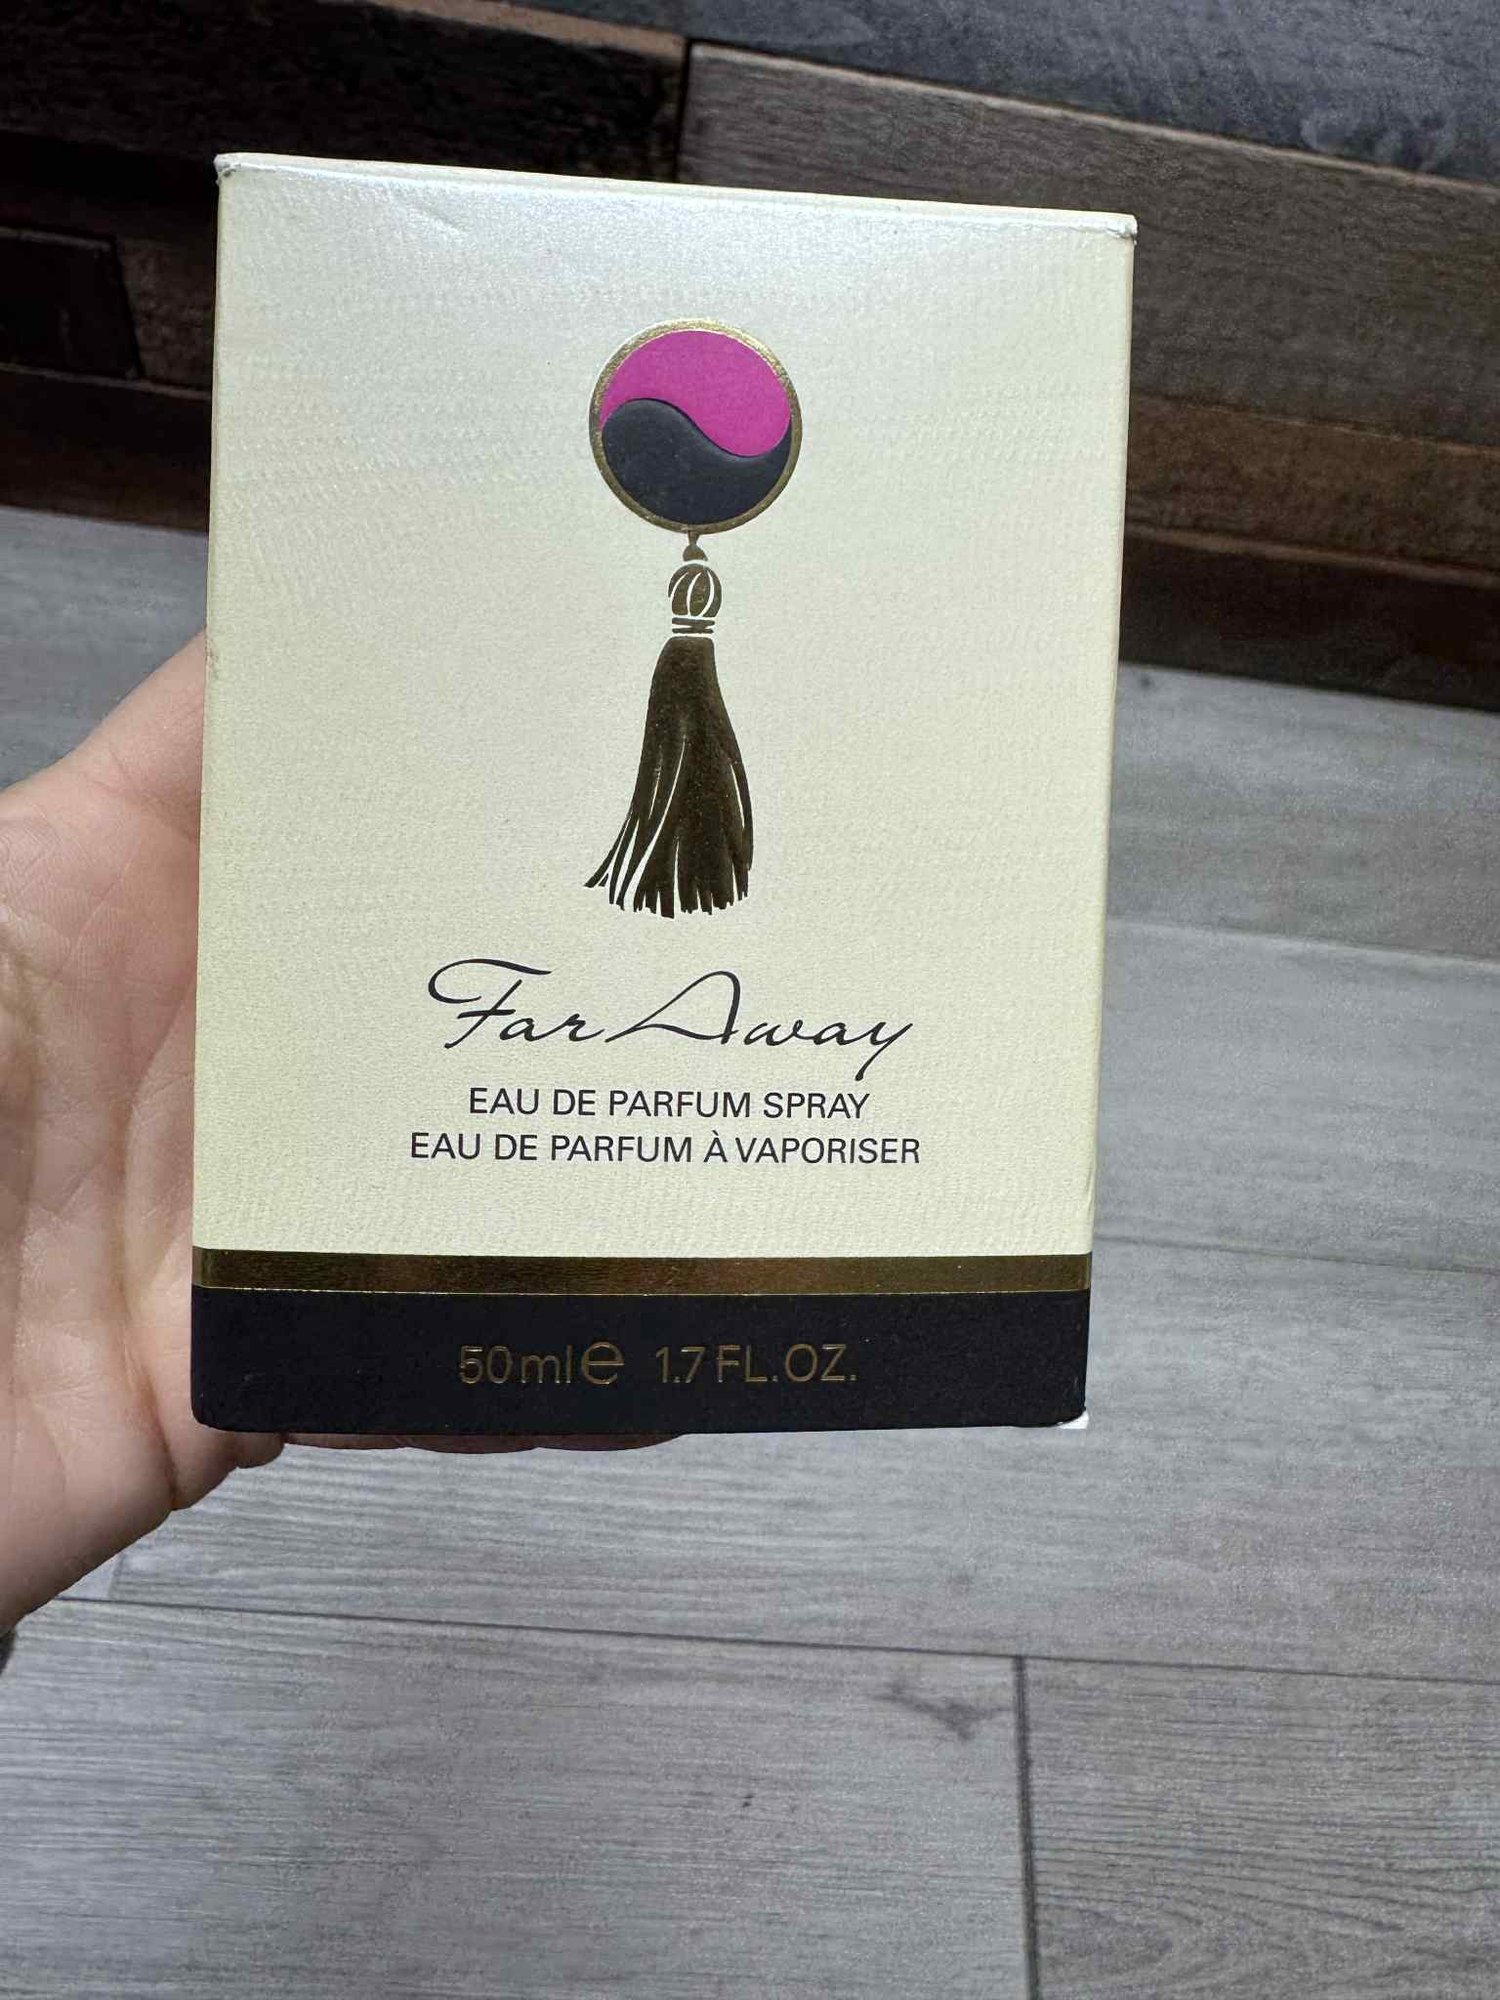 Far Away
EAU DE PARFUM SPRAY
EAU DE PARFUM À VAPORISER
50ml℮ 1.7 FL.OZ.